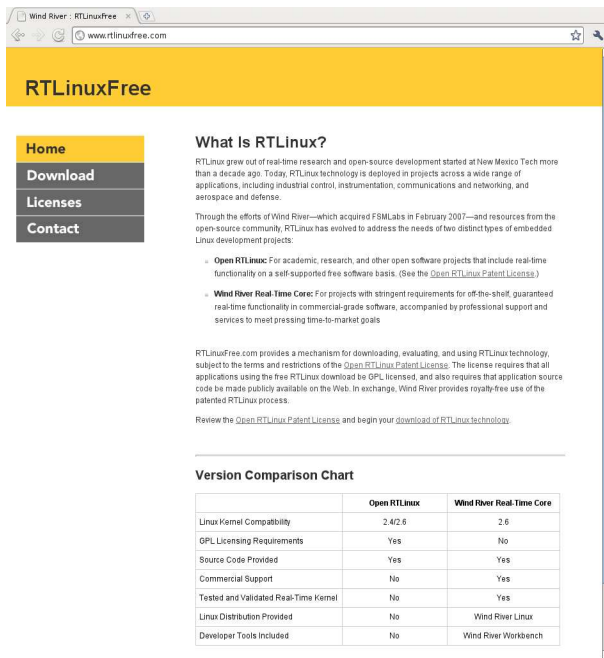 Wind River : RTLinuxFree
www.rtlinuxfree.com
RTLinuxFree
Home
Download
Licenses
Contact
What Is RTLinux?
RTLinux grew out of real-time research and open-source development started at New Mexico Tech more
than a decade ago. Today, RTLinux technology is deployed in projects across a wide range of
applications, including industrial control, instrumentation, communications and networking, and
aerospace and defense.
Through the efforts of Wind River—which acquired FSMLabs in February 2007—and resources from the
open-source community, RTLinux has evolved to address the needs of two distinct types of embedded
Linux development projects:
Open RTLinux: For academic, research, and other open software projects that include real-time
functionality on a self-supported free software basis. (See the Open RTLinux Patent License.)
Wind River Real-Time Core: For projects with stringent requirements for off-the-shelf, guaranteed
real-time functionality in commercial-grade software, accompanied by professional support and
services to meet pressing time-to-market goals
RTLinuxFree.com provides a mechanism for downloading, evaluating, and using RTLinux technology,
subject to the terms and restrictions of the Open RTLinux Patent License. The license requires that all
applications using the free RTLinux download be GPL licensed, and also requires that application source
code be made publicly available on the Web. In exchange, Wind River provides royalty-free use of the
patented RTLinux process.
Review the Open RTLinux Patent License and begin your download of RTLinux technology.
Version Comparison Chart
Open RTLinux Wind River Real-Time Core
Linux Kernel Compatibility 2.4/2.6 2.6
GPL Licensing Requirements Yes No
Source Code Provided Yes Yes
Commercial Support No Yes
Tested and Validated Real-Time Kernel No Yes
Linux Distribution Provided No Wind River Linux
Developer Tools Included No Wind River Workbench